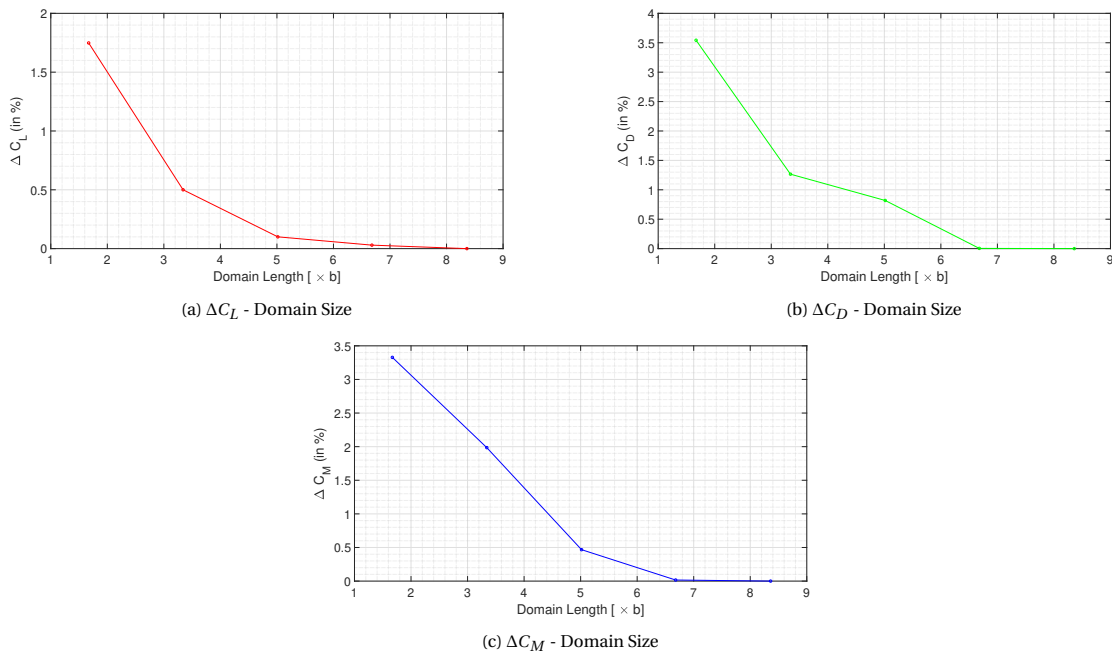 2
1.5
1
0.5
0
Δ C_L (in %)
1 2 3 4 5 6 7 8 9
Domain Length [ × b]
(a) ΔC_L - Domain Size
4
3.5
3
2.5
2
1.5
1
0.5
0
Δ C_D (in %)
1 2 3 4 5 6 7 8 9
Domain Length [ × b]
(b) ΔC_D - Domain Size
3.5
3
2.5
2
1.5
1
0.5
0
Δ C_M (in %)
1 2 3 4 5 6 7 8 9
Domain Length [ × b]
(c) ΔC_M - Domain Size